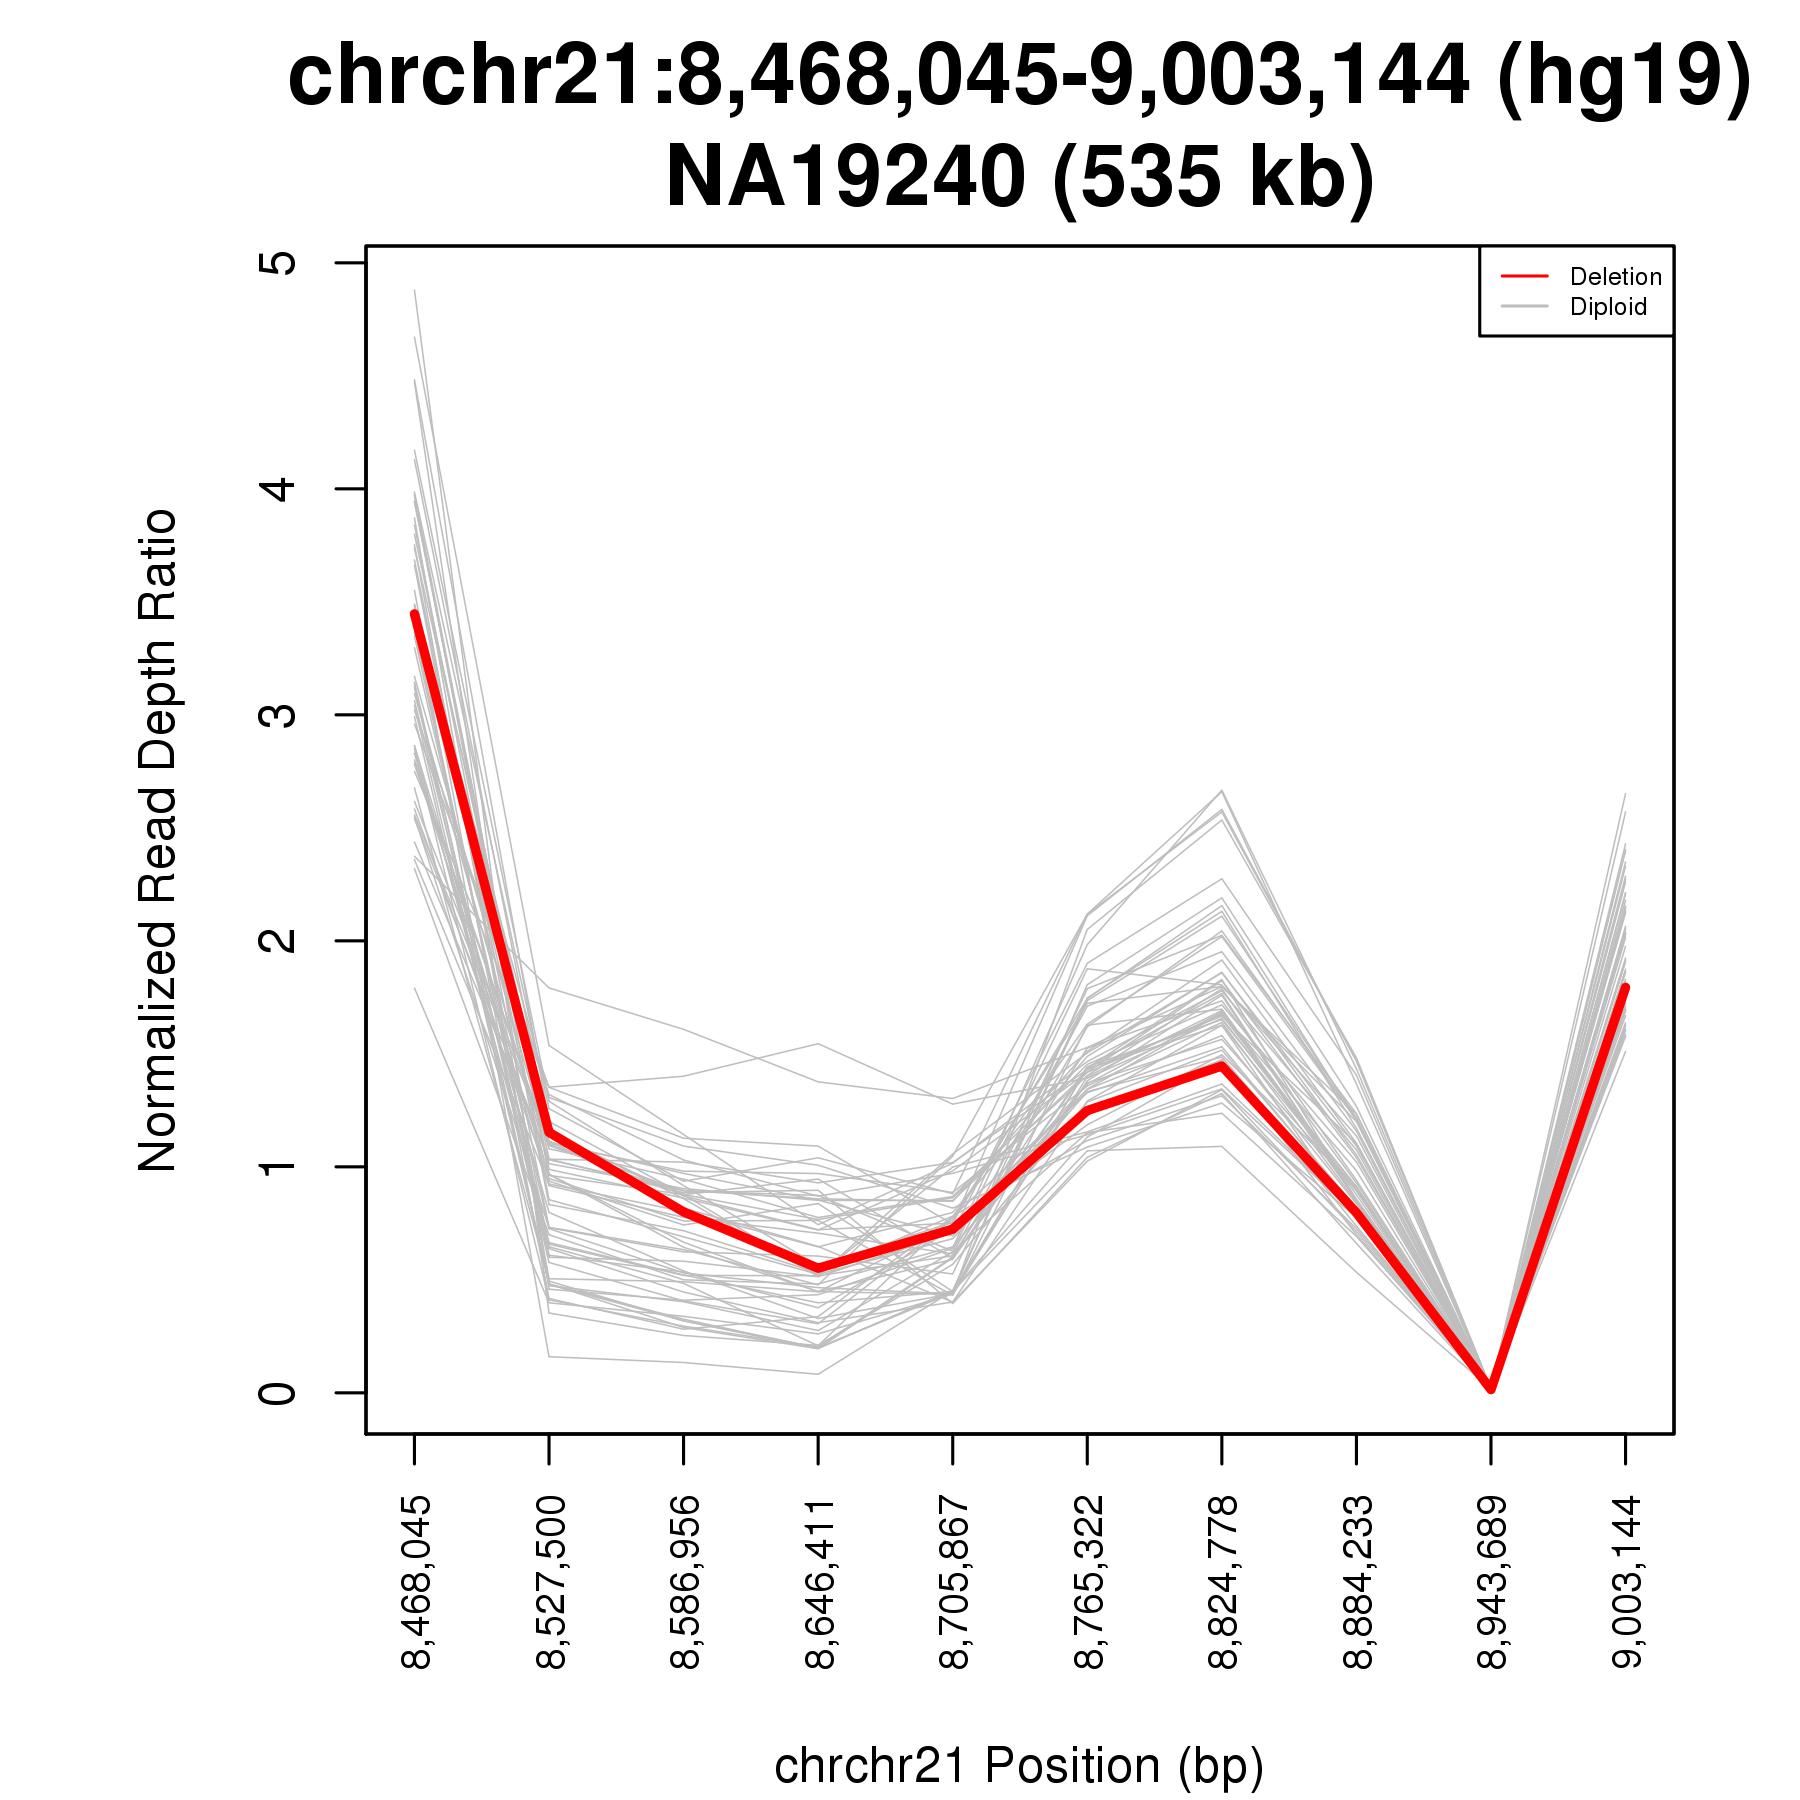 chrchr21:8,468,045-9,003,144 (hg19)
NA19240 (535 kb)
Deletion
Diploid
Normalized Read Depth Ratio
5
4
3
2
1
0
8,468,045
8,527,500
8,586,956
8,646,411
8,705,867
8,765,322
8,824,778
8,884,233
8,943,689
9,003,144
chrchr21 Position (bp)